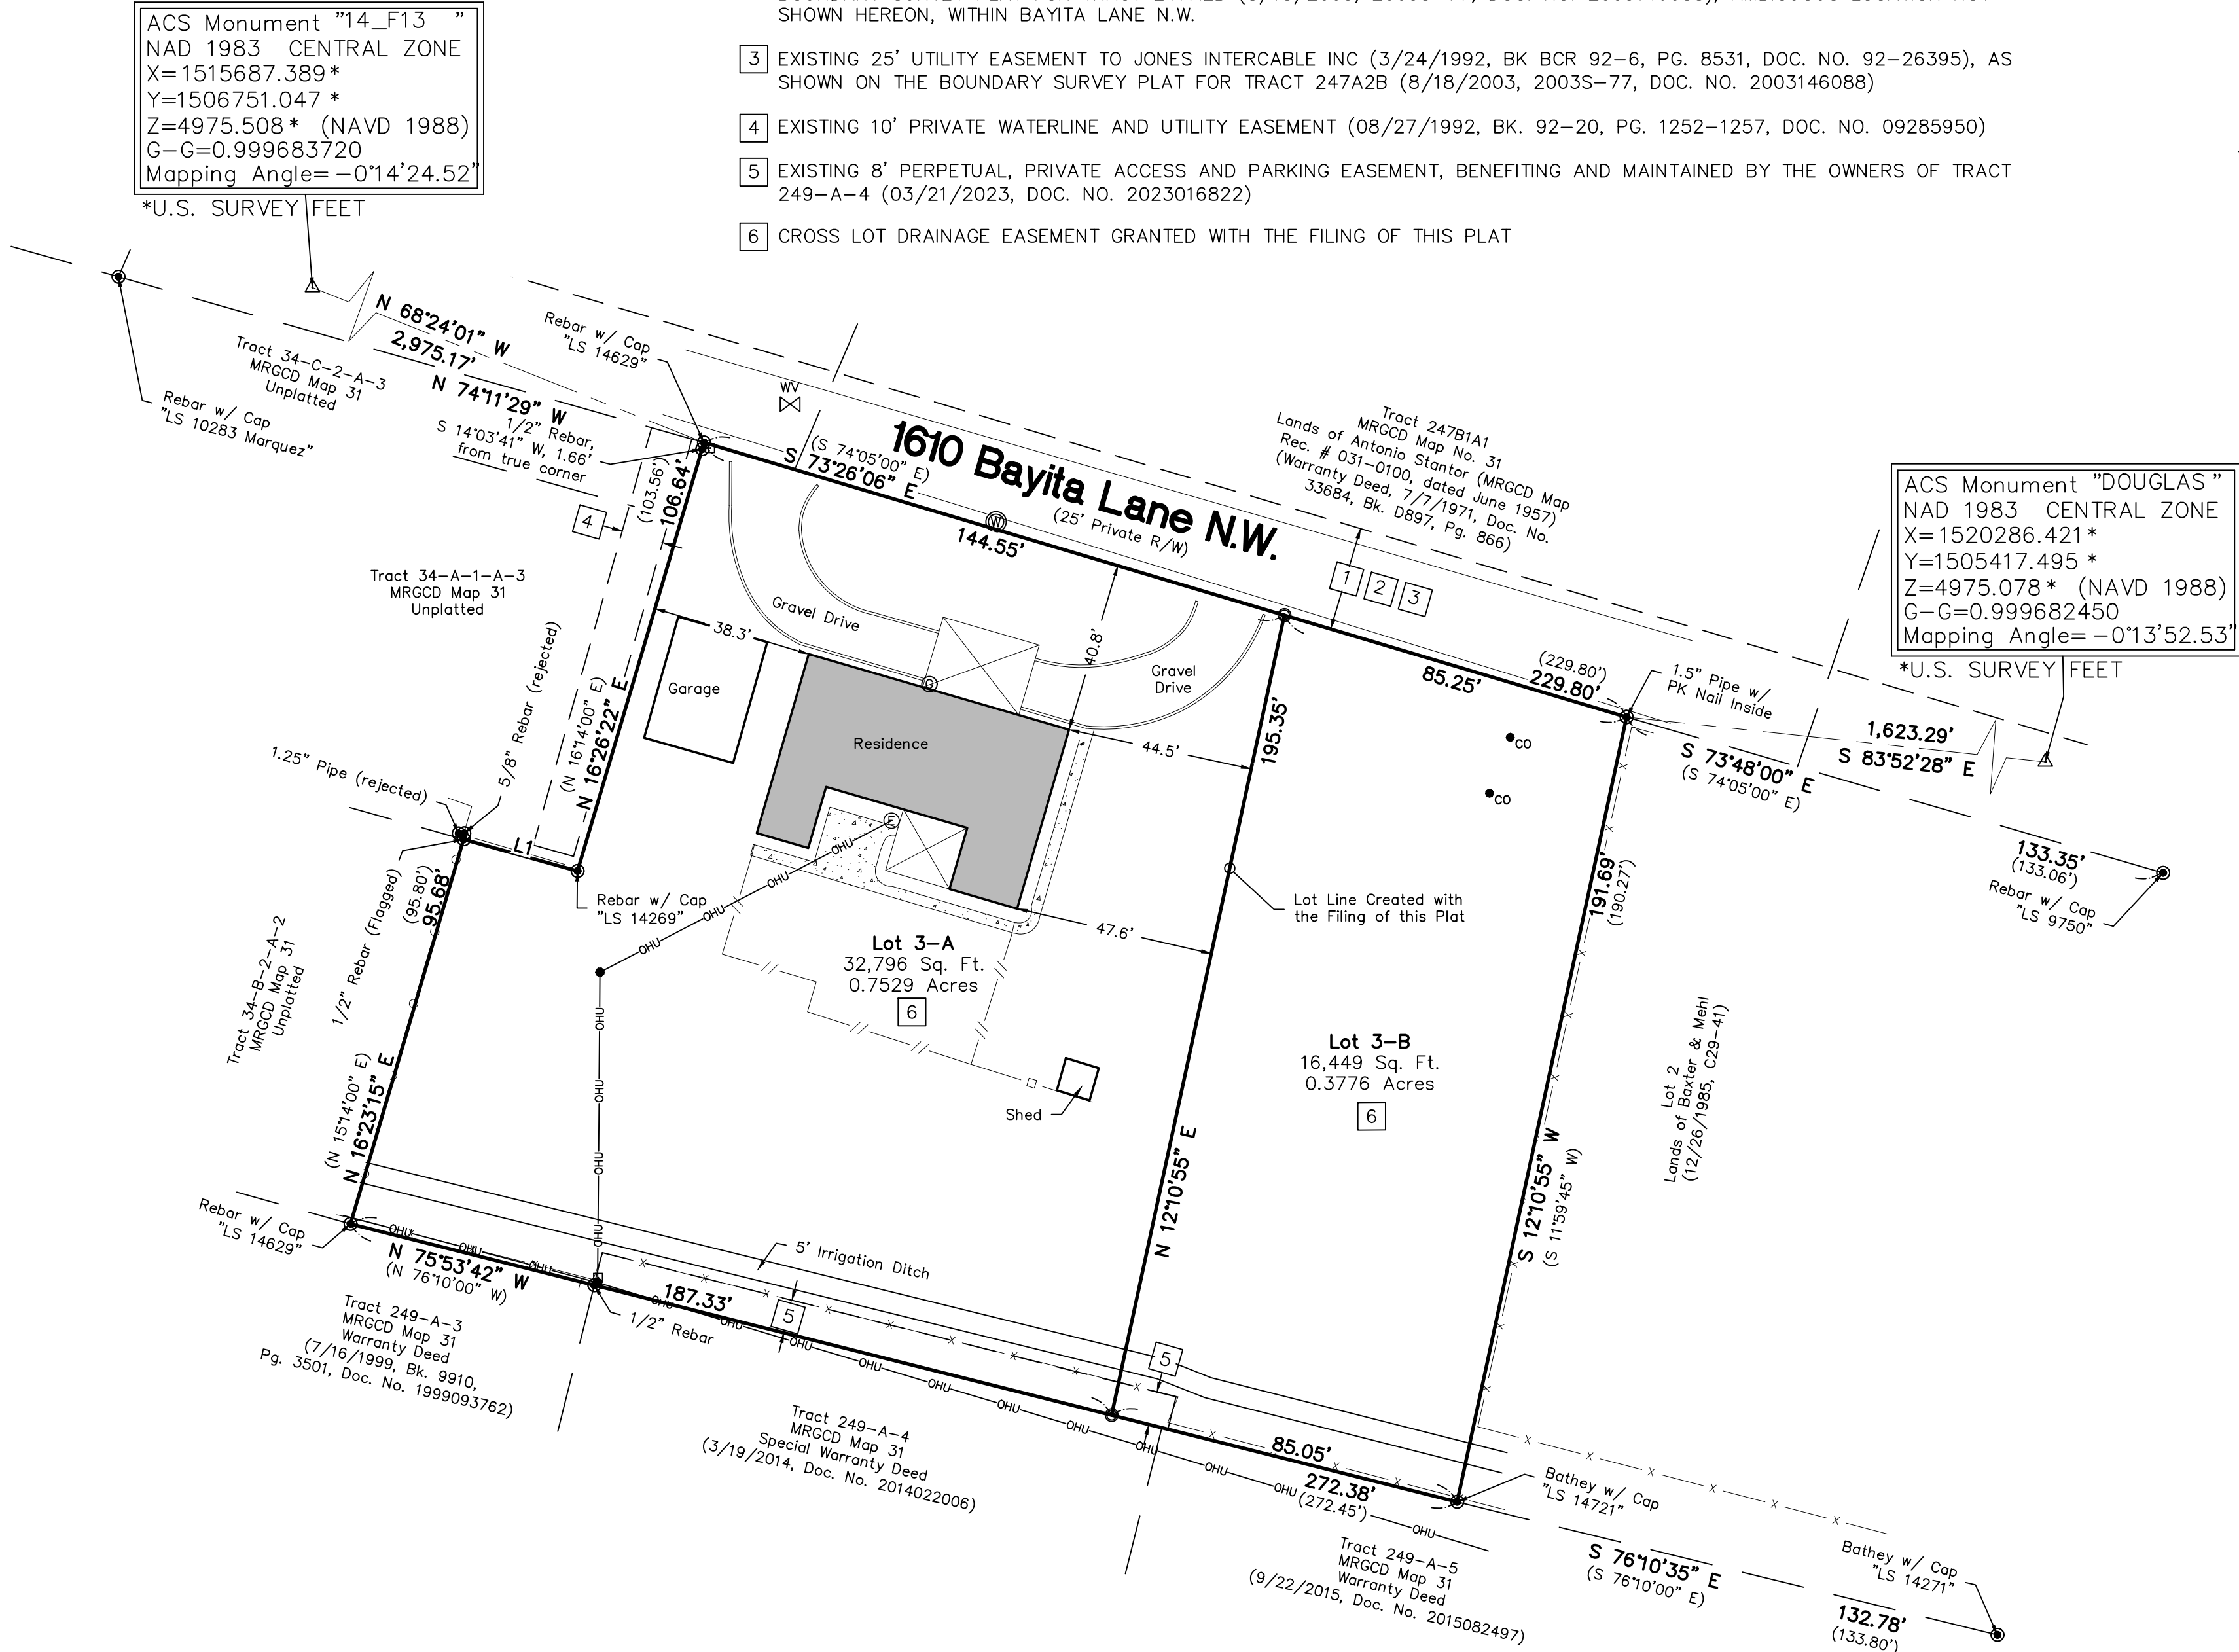 SHOWN HEREON, WITHIN BAYITA LANE N.W.
3 EXISTING 25' UTILITY EASEMENT TO JONES INTERCABLE INC (3/24/1992, BK BCR 92-6, PG. 8531, DOC. NO. 92-26395), AS
SHOWN ON THE BOUNDARY SURVEY PLAT FOR TRACT 247A2B (8/18/2003, 2003S-77, DOC. NO. 2003146088)
4 EXISTING 10' PRIVATE WATERLINE AND UTILITY EASEMENT (08/27/1992, BK. 92-20, PG. 1252-1257, DOC. NO. 09285950)
5 EXISTING 8' PERPETUAL, PRIVATE ACCESS AND PARKING EASEMENT, BENEFITING AND MAINTAINED BY THE OWNERS OF TRACT
249-A-4 (03/21/2023, DOC. NO. 2023016822)
6 CROSS LOT DRAINAGE EASEMENT GRANTED WITH THE FILING OF THIS PLAT
ACS Monument "14_F13 "
NAD 1983 CENTRAL ZONE
X=1515687.389*
Y=1506751.047 *
Z=4975.508* (NAVD 1988)
G-G=0.999683720
Mapping Angle= -0°14'24.52"
*U.S. SURVEY FEET
N 68°24'01" W
2,975.17'
N 74°11'29" W
Tract 34-C-2-A-3
MRGCD Map 31
Unplatted
Rebar w/ Cap
"LS 10283 Marquez"
Rebar w/ Cap
"LS 14629"
1/2" Rebar,
S 14°03'41" W, 1.66'
from true corner
WV
1610 Bayita Lane N.W.
(25' Private R/W)
(S 74°05'00" E)
S 73°26'06" E
W
144.55'
Tract 247B1A1
MRGCD Map No. 31
Lands of Antonio Stantor (MRGCD Map
Rec. # 031-0100, dated June 1957)
(Warranty Deed, 7/7/1971, Doc. No.
33684, Bk. D897, Pg. 866)
1 2 3
ACS Monument "DOUGLAS "
NAD 1983 CENTRAL ZONE
X=1520286.421*
Y=1505417.495 *
Z=4975.078* (NAVD 1988)
G-G=0.999682450
Mapping Angle= -0°13'52.53"
*U.S. SURVEY FEET
(103.56')
106.64'
4
Tract 34-A-1-A-3
MRGCD Map 31
Unplatted
(N 16°14'00" E)
N 16°26'22" E
38.3'
Gravel Drive
Garage
G
Residence
40.8'
Gravel
Drive
44.5'
47.6'
E
OHU
OHU
OHU
OHU
195.35'
N 12°10'55" E
85.25'
(229.80')
229.80'
1.5" Pipe w/
PK Nail Inside
1,623.29'
S 83°52'28" E
S 73°48'00" E
(S 74°05'00" E)
133.35'
(133.06')
Rebar w/ Cap
"LS 9750"
CO
CO
191.69'
(190.27')
1.25" Pipe (rejected)
5/8" Rebar (rejected)
L1
1/2" Rebar (Flagged)
(95.80')
95.68'
Rebar w/ Cap
"LS 14269"
Lot Line Created with
the Filing of this Plat
Lot 3-A
32,796 Sq. Ft.
0.7529 Acres
6
Lot 3-B
16,449 Sq. Ft.
0.3776 Acres
6
Shed
Tract 34-B-2-A-2
MRGCD Map 31
Unplatted
(N 15°14'00" E)
N 16°23'15" E
OHU
OHU
OHU
OHU
Lot 2
Lands of Baxter & Mehl
(12/26/1985, C29-41)
S 12°10'55" W
(S 11°59'45" W)
Rebar w/ Cap
"LS 14629"
OHU
OHU
OHU
N 75°53'42" W
(N 76°10'00" W)
5' Irrigation Ditch
187.33'
5
5
1/2" Rebar
OHU
OHU
OHU
OHU
OHU
OHU
OHU
OHU
OHU
OHU
OHU
Tract 249-A-3
MRGCD Map 31
Warranty Deed
(7/16/1999, Bk. 9910,
Pg. 3501, Doc. No. 1999093762)
Tract 249-A-4
MRGCD Map 31
Special Warranty Deed
(3/19/2014, Doc. No. 2014022006)
85.05'
272.38'
(272.45')
Bathey w/ Cap
"LS 14721"
Tract 249-A-5
MRGCD Map 31
Warranty Deed
(9/22/2015, Doc. No. 2015082497)
S 76°10'35" E
(S 76°10'00" E)
Bathey w/ Cap
"LS 14271"
132.78'
(133.80')